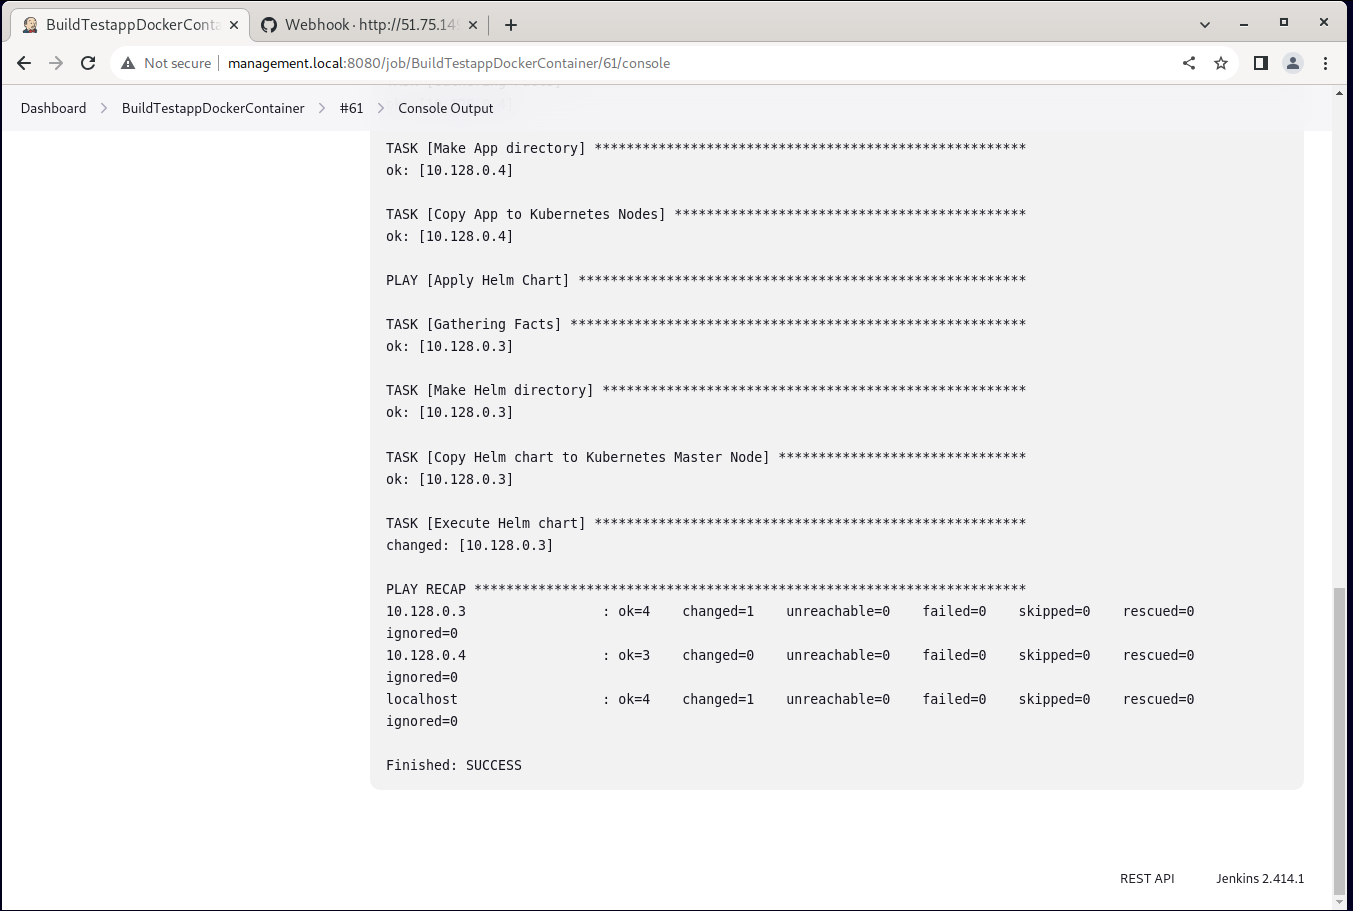 BuildTestappDockerConta
Webhook · http://51.75.149
Not secure
management.local:8080/job/BuildTestappDockerContainer/61/console
Dashboard
BuildTestappDockerContainer
#61
Console Output
TASK [Make App directory] ******************************************************
ok: [10.128.0.4]
TASK [Copy App to Kubernetes Nodes] ********************************************
ok: [10.128.0.4]
PLAY [Apply Helm Chart] ********************************************************
TASK [Gathering Facts] *********************************************************
ok: [10.128.0.3]
TASK [Make Helm directory] *****************************************************
ok: [10.128.0.3]
TASK [Copy Helm chart to Kubernetes Master Node] *******************************
ok: [10.128.0.3]
TASK [Execute Helm chart] ******************************************************
changed: [10.128.0.3]
PLAY RECAP *********************************************************************
10.128.0.3                 : ok=4    changed=1    unreachable=0    failed=0    skipped=0    rescued=0
ignored=0
10.128.0.4                 : ok=3    changed=0    unreachable=0    failed=0    skipped=0    rescued=0
ignored=0
localhost                  : ok=4    changed=1    unreachable=0    failed=0    skipped=0    rescued=0
ignored=0
Finished: SUCCESS
REST API
Jenkins 2.414.1